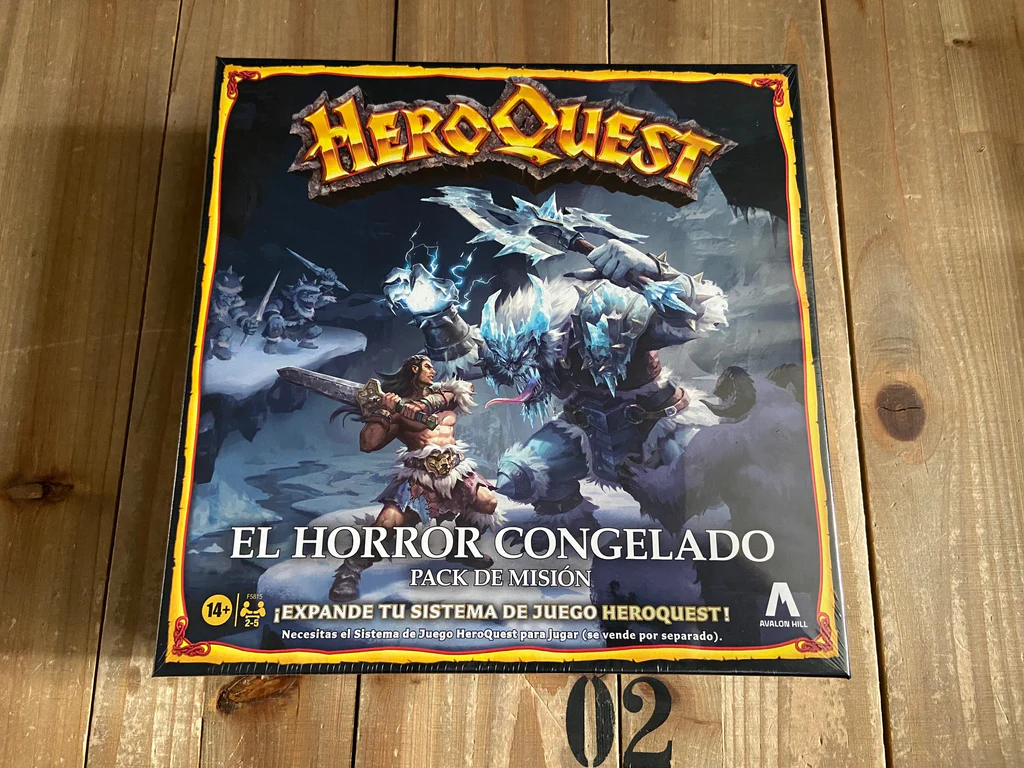 HEROQUEST
EL HORROR CONGELADO
PACK DE MISIÓN
14+
F5815
2-5
¡EXPANDE TU SISTEMA DE JUEGO HEROQUEST!
Necesitas el Sistema de Juego HeroQuest para jugar (se vende por separado).
AVALON HILL
02